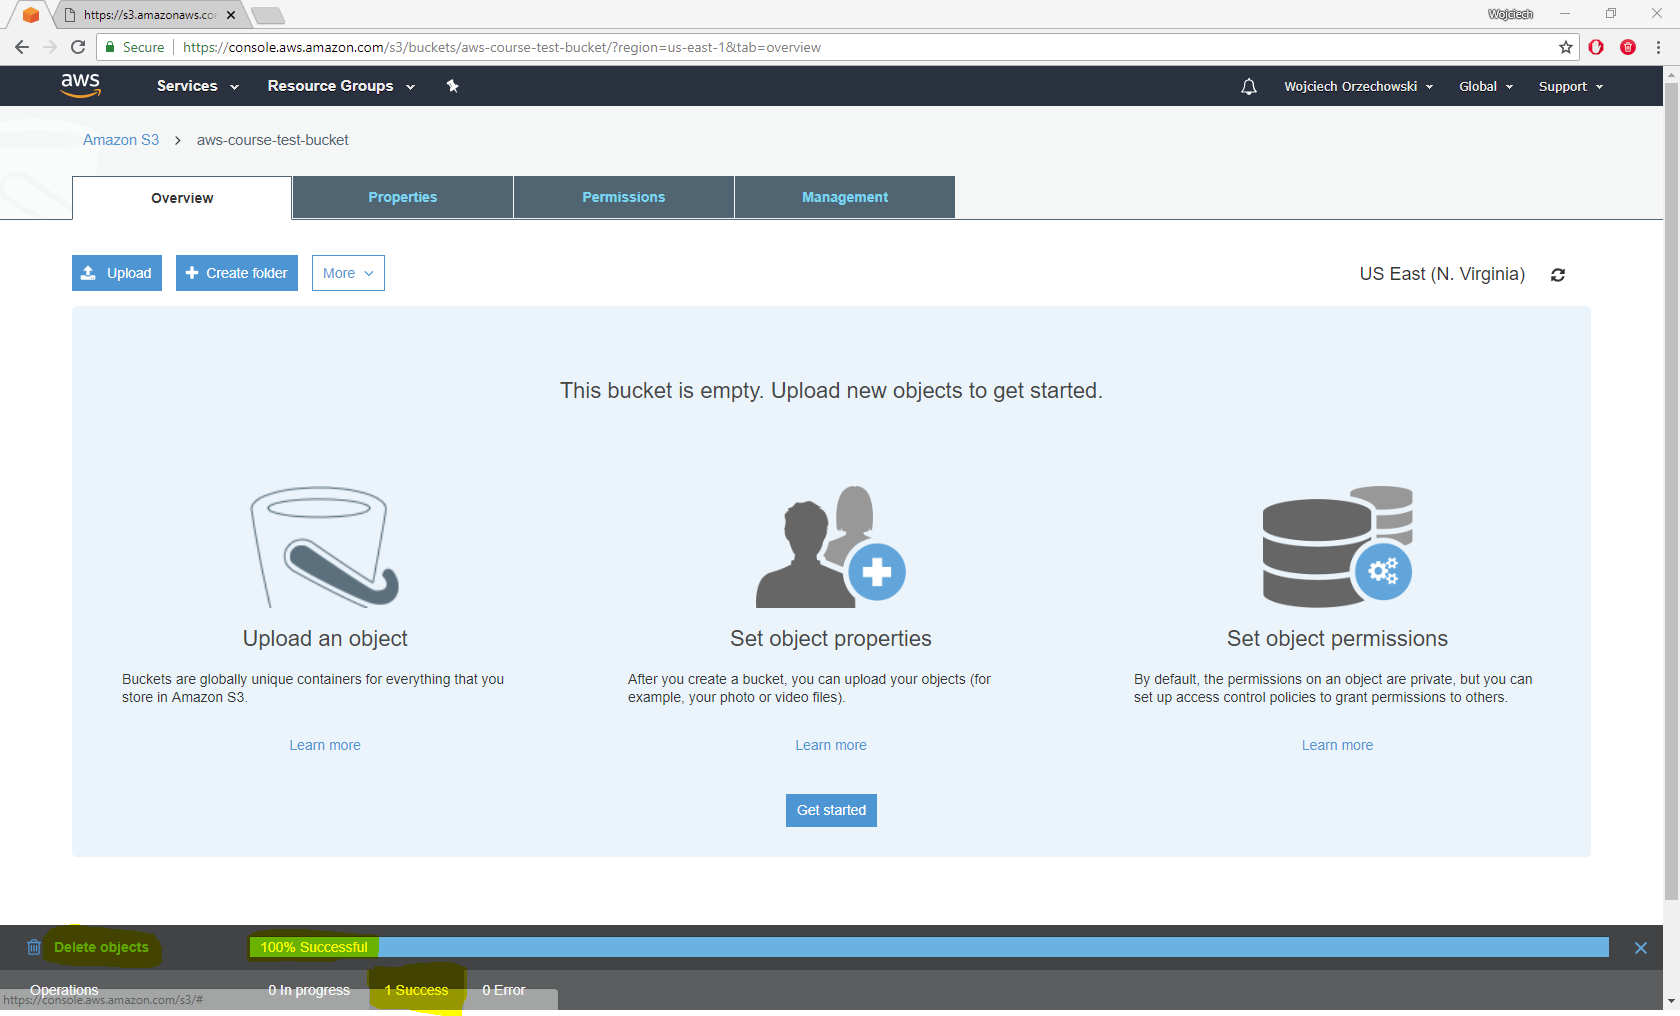 https://s3.amazonaws.cor
Wojciech
Secure https://console.aws.amazon.com/s3/buckets/aws-course-test-bucket/?region=us-east-1&tab=overview
aws Services Resource Groups Wojciech Orzechowski Global Support
Amazon S3 > aws-course-test-bucket
Overview Properties Permissions Management
Upload Create folder More US East (N. Virginia)
This bucket is empty. Upload new objects to get started.
Upload an object
Buckets are globally unique containers for everything that you
store in Amazon S3.
Learn more
Set object properties
After you create a bucket, you can upload your objects (for
example, your photo or video files).
Learn more
Set object permissions
By default, the permissions on an object are private, but you can
set up access control policies to grant permissions to others.
Learn more
Get started
Delete objects 100% Successful
Operations 0 In progress 1 Success 0 Error
https://console.aws.amazon.com/s3/#